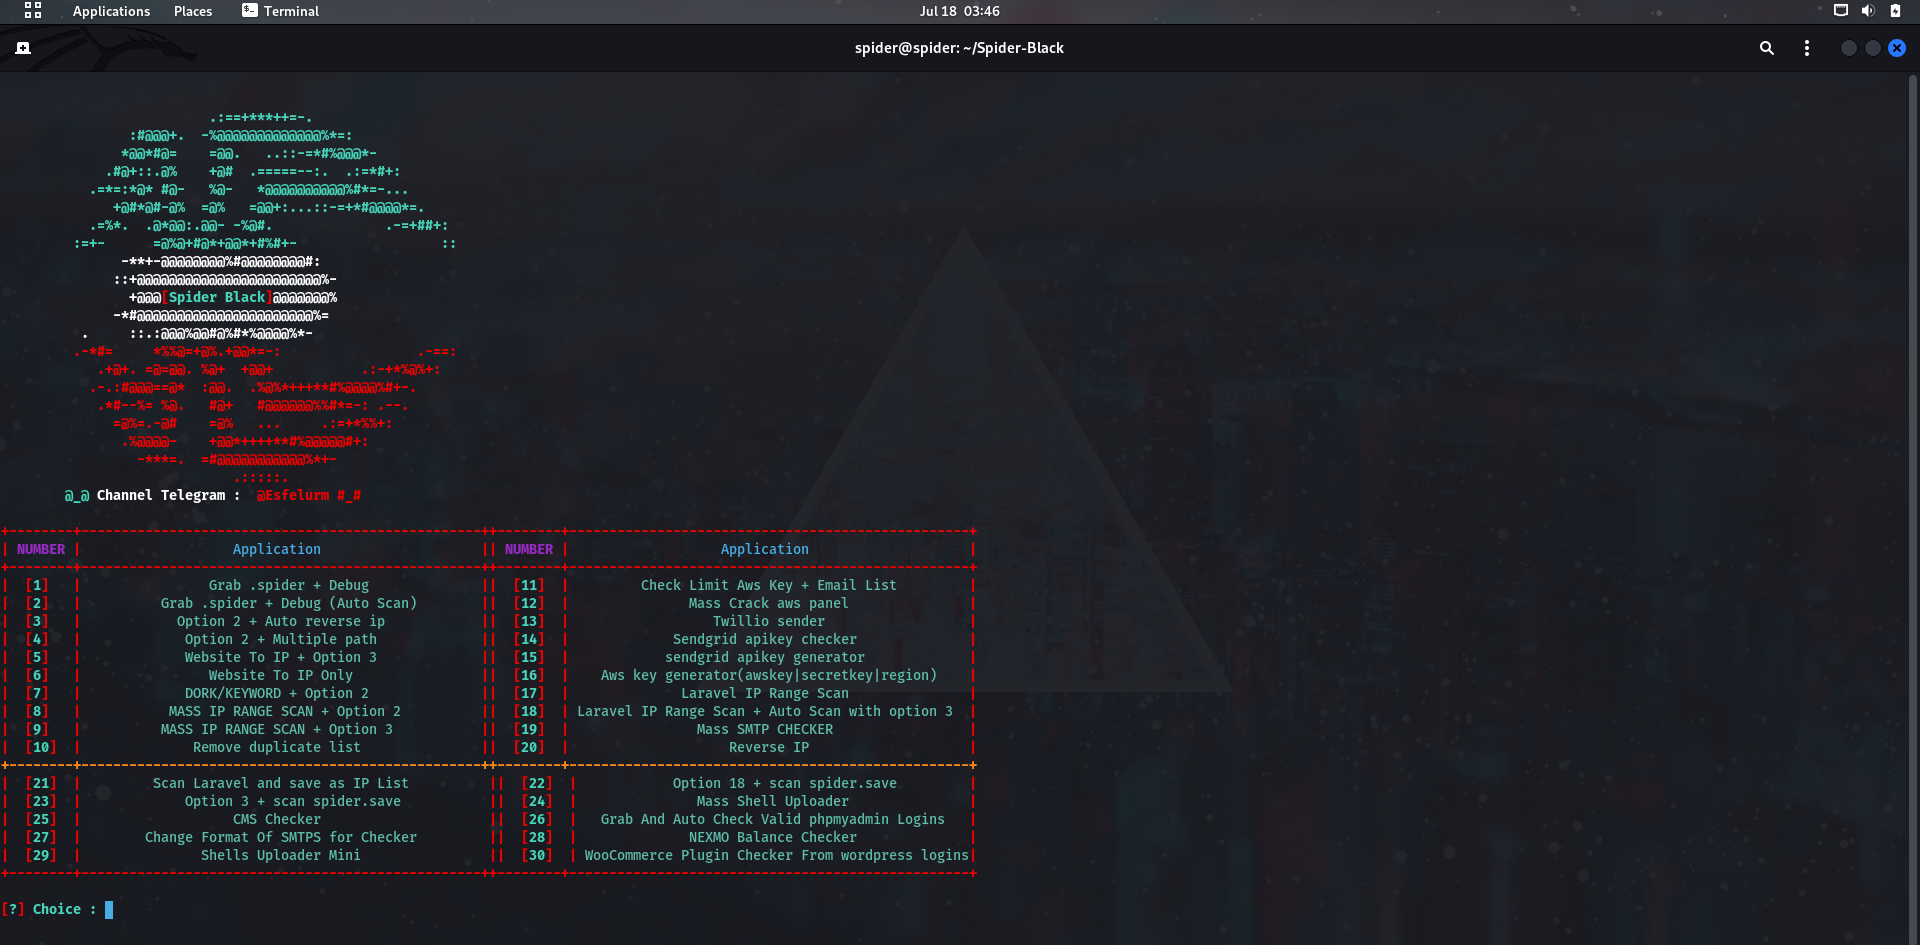 Applications Places Terminal Jul 18 03:46
spider@spider: ~/Spider-Black
[Spider Black]
@_@ Channel Telegram : @Esfelurm #_#
NUMBER | Application || NUMBER | Application
[1] | Grab .spider + Debug || [11] | Check Limit Aws Key + Email List
[2] | Grab .spider + Debug (Auto Scan) || [12] | Mass Crack aws panel
[3] | Option 2 + Auto reverse ip || [13] | Twillio sender
[4] | Option 2 + Multiple path || [14] | Sendgrid apikey checker
[5] | Website To IP + Option 3 || [15] | sendgrid apikey generator
[6] | Website To IP Only || [16] | Aws key generator(awskey|secretkey|region)
[7] | DORK/KEYWORD + Option 2 || [17] | Laravel IP Range Scan
[8] | MASS IP RANGE SCAN + Option 2 || [18] | Laravel IP Range Scan + Auto Scan with option 3
[9] | MASS IP RANGE SCAN + Option 3 || [19] | Mass SMTP CHECKER
[10] | Remove duplicate list || [20] | Reverse IP
[21] | Scan Laravel and save as IP List || [22] | Option 18 + scan spider.save
[23] | Option 3 + scan spider.save || [24] | Mass Shell Uploader
[25] | CMS Checker || [26] | Grab And Auto Check Valid phpmyadmin Logins
[27] | Change Format Of SMTPS for Checker || [28] | NEXMO Balance Checker
[29] | Shells Uploader Mini || [30] | WooCommerce Plugin Checker From wordpress logins
[?] Choice :